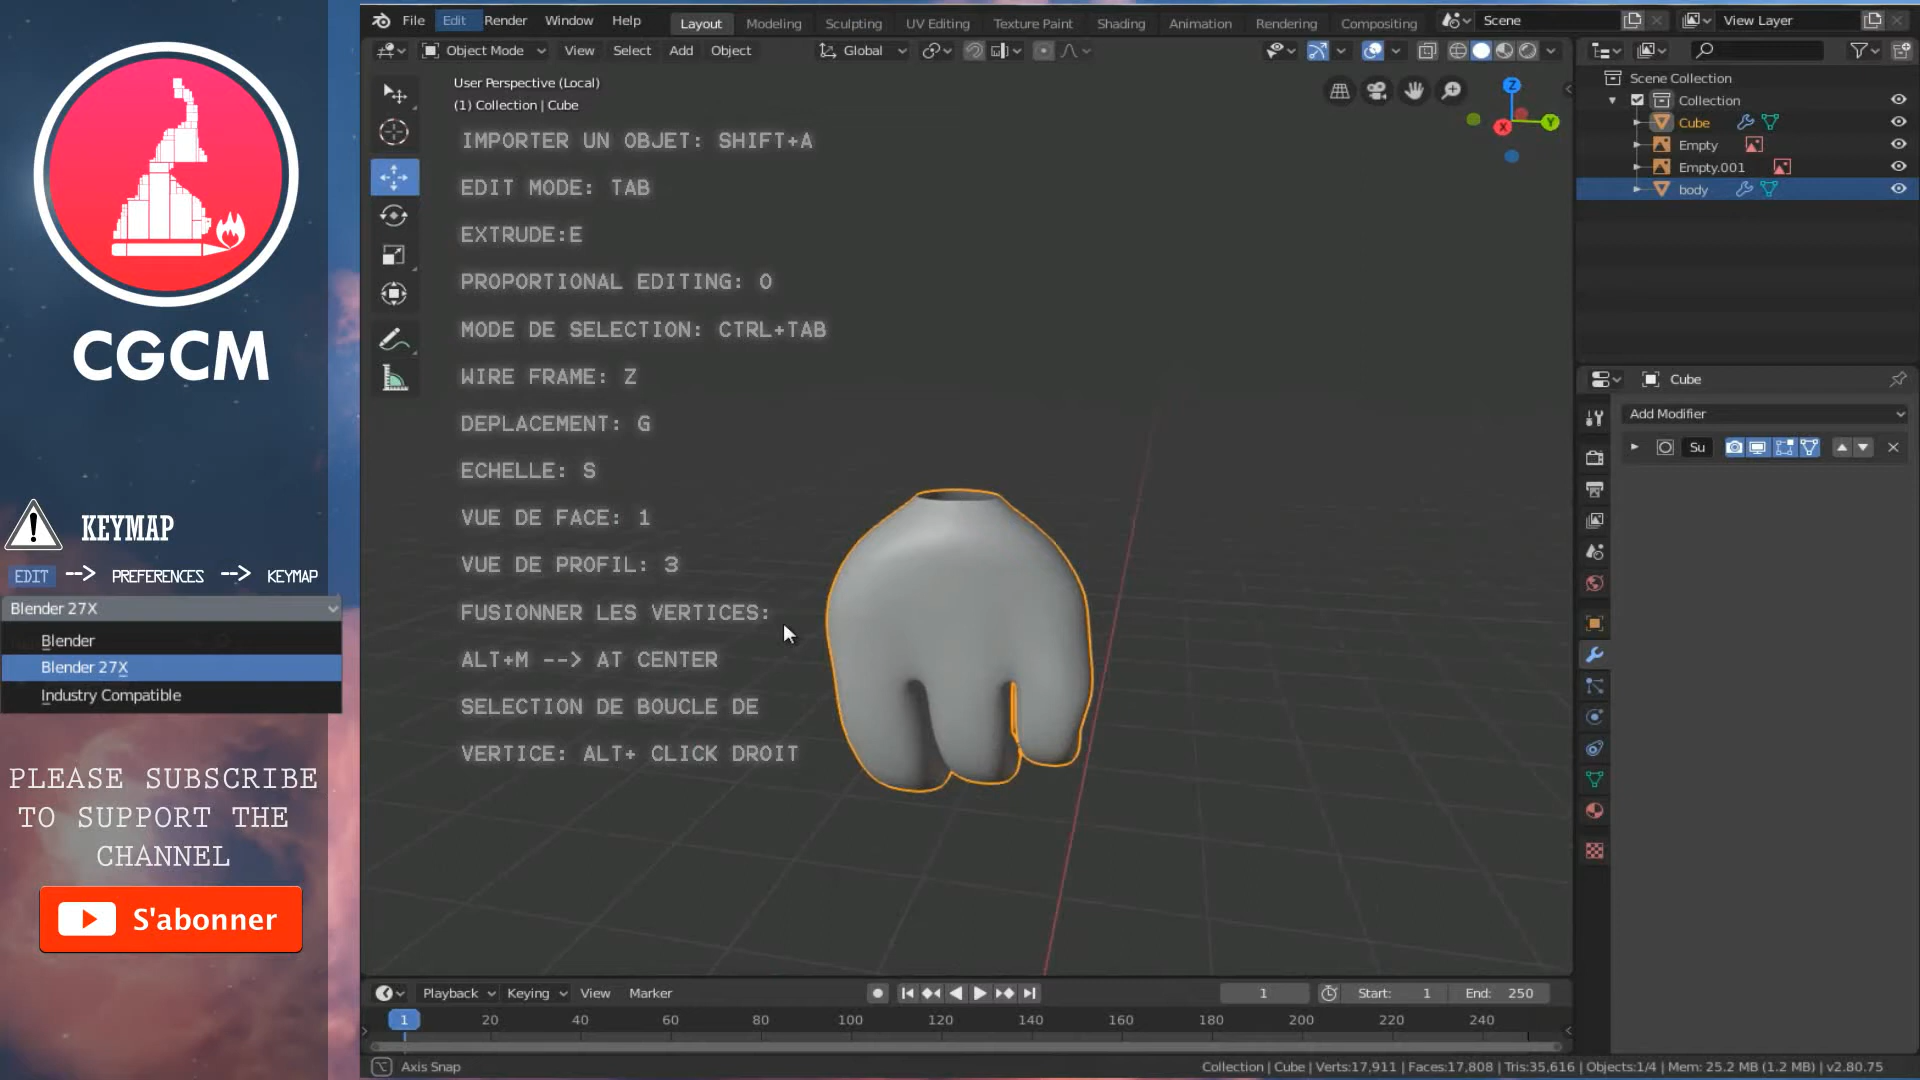 CGCM
KEYMAP
EDIT --> PREFERENCES --> KEYMAP
Blender 27X
Blender
Blender 27X
Industry Compatible
PLEASE SUBSCRIBE
TO SUPPORT THE
CHANNEL
S'abonner
File Edit Render Window Help
Layout Modeling Sculpting UV Editing Texture Paint Shading Animation Rendering Compositing
Scene
View Layer
Object Mode View Select Add Object
Global
User Perspective (Local)
(1) Collection | Cube
IMPORTER UN OBJET: SHIFT+A
EDIT MODE: TAB
EXTRUDE:E
PROPORTIONAL EDITING: O
MODE DE SELECTION: CTRL+TAB
WIRE FRAME: Z
DEPLACEMENT: G
ECHELLE: S
VUE DE FACE: 1
VUE DE PROFIL: 3
FUSIONNER LES VERTICES:
ALT+M --> AT CENTER
SELECTION DE BOUCLE DE
VERTICE: ALT+ CLICK DROIT
Z
Y
X
Scene Collection
Collection
Cube
Empty
Empty.001
body
Cube
Add Modifier
Su
Playback Keying View Marker
1
Start: 1
End: 250
1 20 40 60 80 100 120 140 160 180 200 220 240
Axis Snap
Collection | Cube | Verts:17,911 | Faces:17,808 | Tris:35,616 | Objects:1/4 | Mem: 25.2 MB (1.2 MB) | v2.80.75